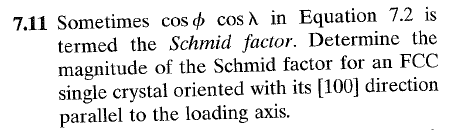 7.11 Sometimes cos ϕ cos λ in Equation 7.2 is
termed the Schmid factor. Determine the
magnitude of the Schmid factor for an FCC
single crystal oriented with its [100] direction
parallel to the loading axis.